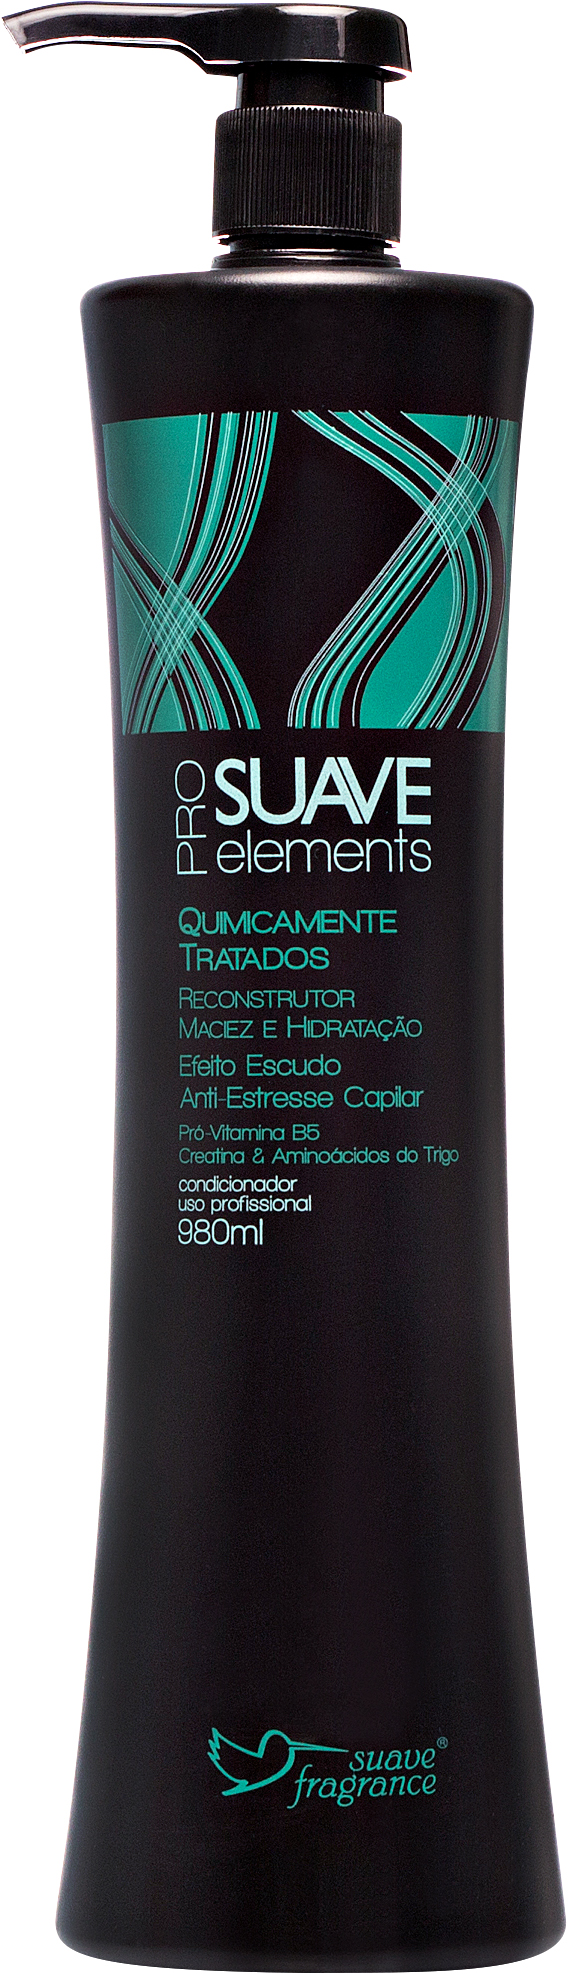 PRO
SUAVE
elements
QUIMICAMENTE
TRATADOS
RECONSTRUTOR
MACIEZ E HIDRATAÇÃO
Efeito Escudo
Anti-Estresse Capilar
Pró-Vitamina B5
Creatina & Aminoácidos do Trigo
condicionador
uso profissional
980ml
suave®
fragrance